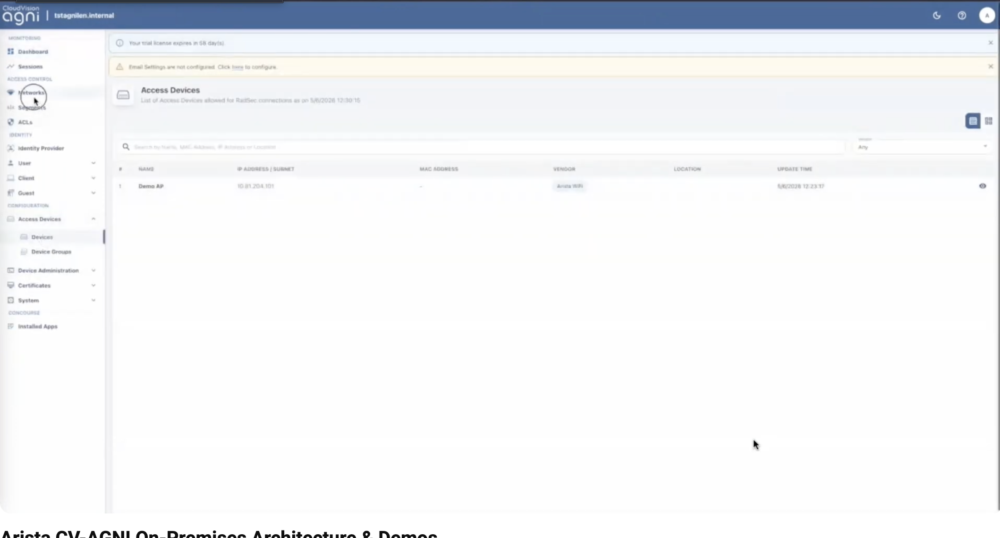 CloudVision
agni | tstagnilen.internal
A
MONITORING
Dashboard
Sessions
ACCESS CONTROL
Networks
Segments
ACLs
IDENTITY
Identity Provider
User
Client
Guest
CONFIGURATION
Access Devices
Devices
Device Groups
Device Administration
Certificates
System
CONCOURSE
Installed Apps
Your trial license expires in 58 day(s).
Email Settings are not configured. Click here to configure.
Access Devices
List of Access Devices allowed for RadSec connections as on 5/6/2026 12:30:15
Search by Name, MAC Address, IP Address or Location
Any
# NAME IP ADDRESS | SUBNET MAC ADDRESS VENDOR LOCATION UPDATE TIME
1 Demo AP 10.81.204.101 - Arista WiFi 5/6/2026 12:23:17
Arista CV-AGNI On-Premises Architecture & Demos